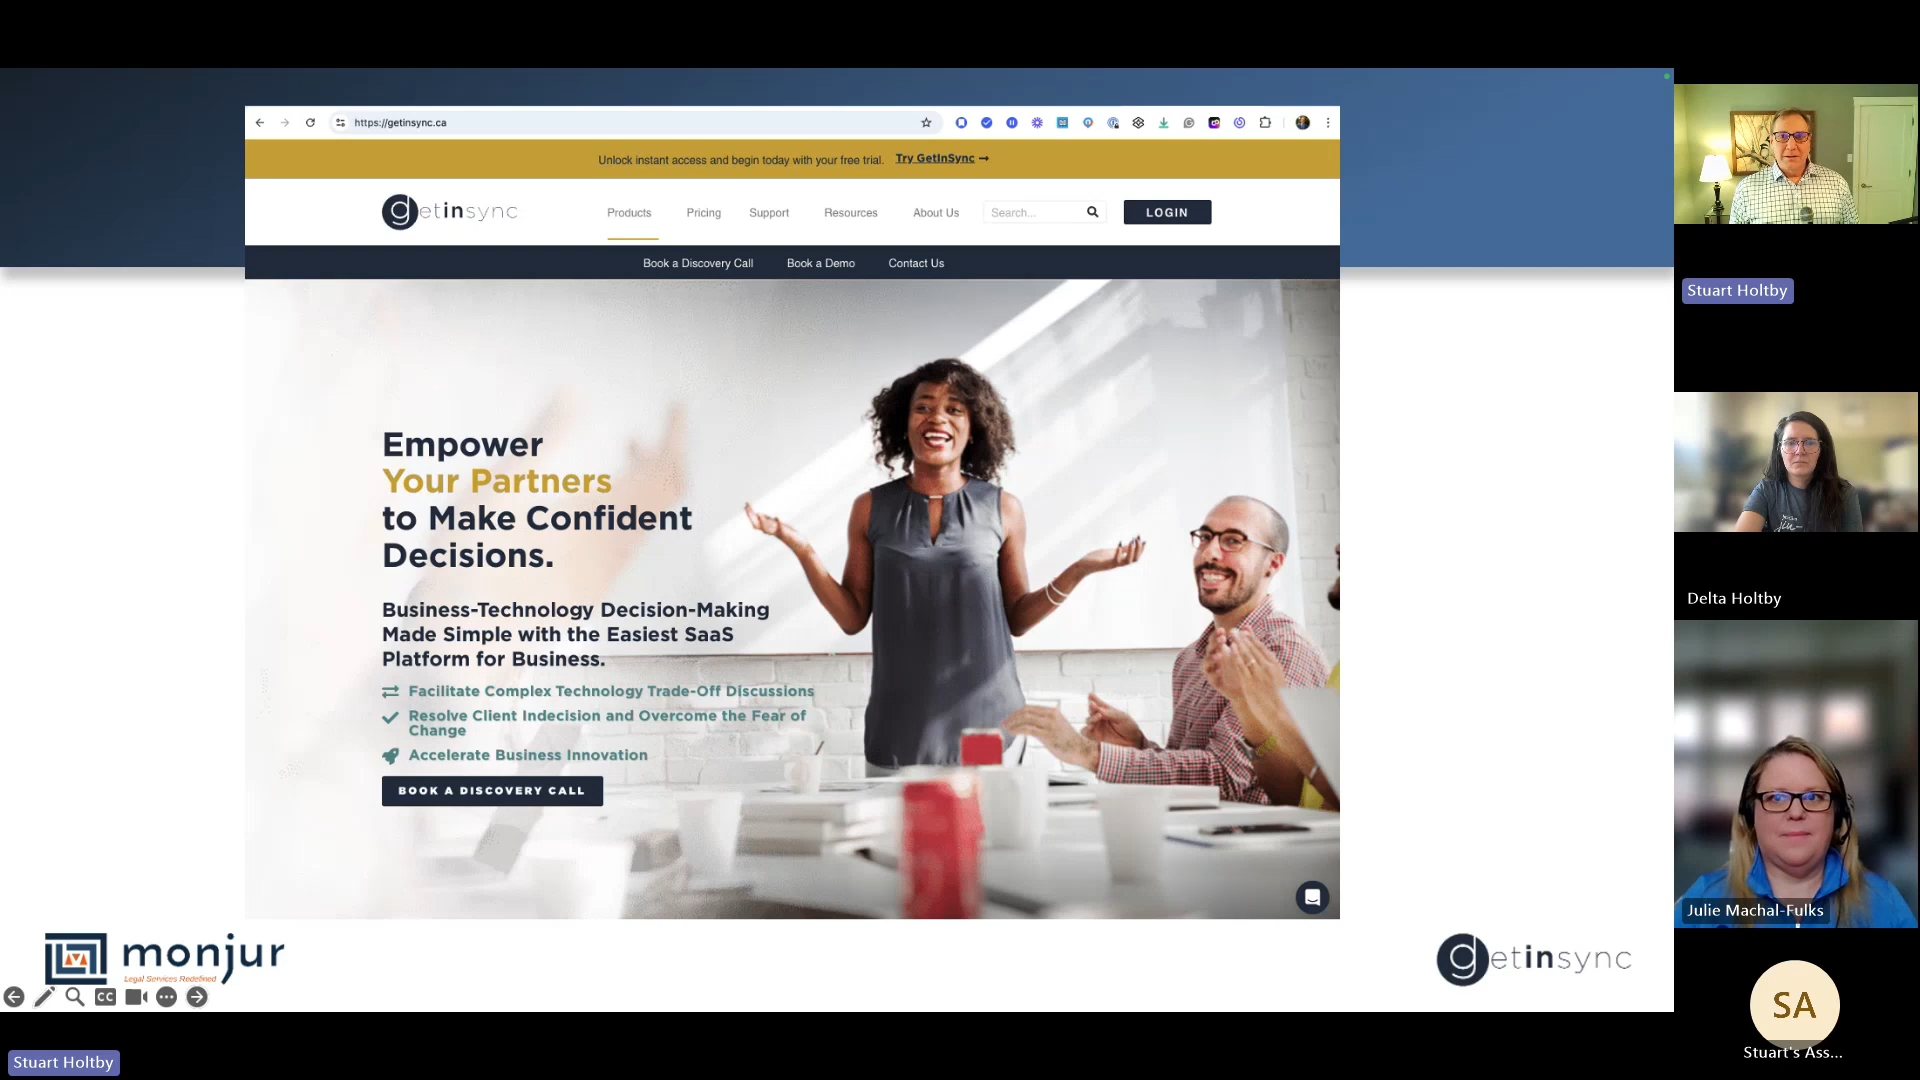 https://getinsync.ca
Unlock instant access and begin today with your free trial. Try GetInSync →
getinsync
Products Pricing Support Resources About Us Search... LOGIN
Book a Discovery Call Book a Demo Contact Us
Empower
Your Partners
to Make Confident
Decisions.
Business-Technology Decision-Making
Made Simple with the Easiest SaaS
Platform for Business.
Facilitate Complex Technology Trade-Off Discussions
Resolve Client Indecision and Overcome the Fear of
Change
Accelerate Business Innovation
BOOK A DISCOVERY CALL
monjur
Legal Services Redefined
getinsync
CC
Stuart Holtby
Stuart Holtby
Delta Holtby
Julie Machal-Fulks
SA
Stuart's Ass...